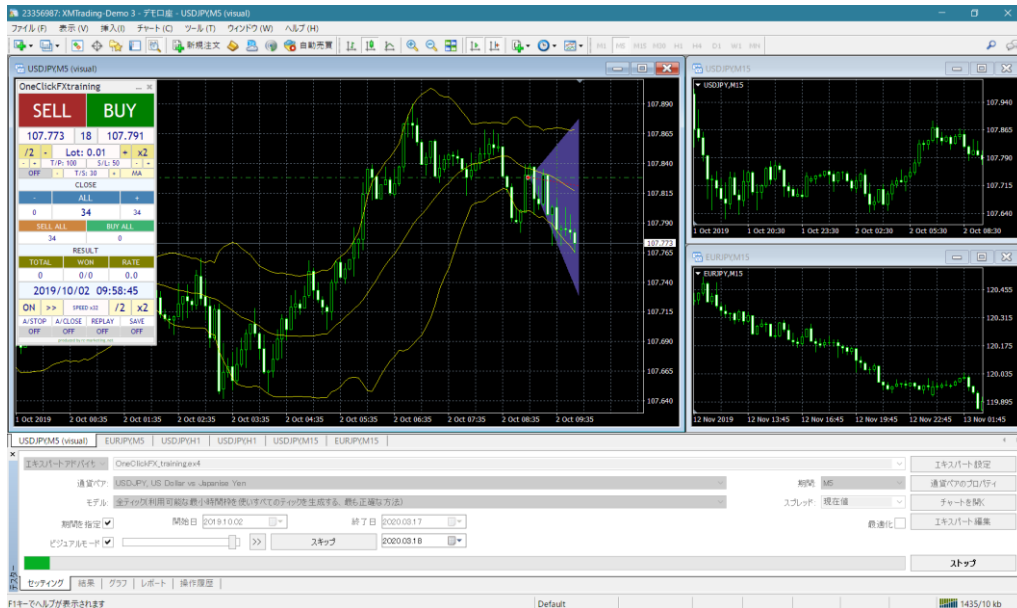 23356987: XMTrading-Demo 3 - デモ口座 - USDJPY,M5 (visual)
ファイル (F) 表示 (V) 挿入(I) チャート (C) ツール (T) ウィンドウ (W) ヘルプ (H)
新規注文 自動売買 M1 M5 M15 M30 H1 H4 D1 W1 MN
USDJPY,M5 (visual)
OneClickFXtraining
SELL BUY
107.773 18 107.791
/2 - Lot: 0.01 + x2
- + T/P: 100 S/L: 50 - +
OFF - T/S: 30 + MA
CLOSE
- ALL +
0 34 34
SELL ALL BUY ALL
34 0
RESULT
TOTAL WON RATE
0 0/0 0.0
2019/10/02 09:58:45
ON >> SPEED x32 /2 x2
A/STOP A/CLOSE REPLAY SAVE
OFF OFF OFF OFF
107.890
107.865
107.840
107.815
107.790
107.773
107.765
107.740
107.715
107.690
107.665
107.640
1 Oct 2019 2 Oct 00:35 2 Oct 01:35 2 Oct 02:35 2 Oct 03:35 2 Oct 04:35 2 Oct 05:35 2 Oct 06:35 2 Oct 07:35 2 Oct 08:35 2 Oct 09:35
USDJPY,M15
USDJPY,M15
107.940
107.865
107.790
107.715
107.640
1 Oct 2019 1 Oct 20:30 1 Oct 23:30 2 Oct 02:30 2 Oct 05:30 2 Oct 08:30
EURJPY,M15
EURJPY,M15
120.455
120.315
120.175
120.035
119.895
12 Nov 2019 12 Nov 13:45 12 Nov 16:45 12 Nov 19:45 12 Nov 22:45 13 Nov 01:45
USDJPY,M5 (visual) EURJPY,M5 USDJPY,H1 USDJPY,H1 USDJPY,M15 EURJPY,M15
エキスパートアドバイザ OneClickFX_training.ex4 エキスパート設定
通貨ペア: USDJPY, US Dollar vs Japanese Yen 期間: M5 通貨ペアのプロパティ
モデル: 全ティック(利用可能な最小時間枠を使いすべてのティックを生成する、最も正確な方法) スプレッド: 現在値 チャートを開く
期間を指定 開始日 2019.10.02 終了日 2020.03.17 最適化 エキスパート編集
ビジュアルモード >> スキップ 2020.03.18
ストップ
テスター
セッティング 結果 グラフ レポート 操作履歴
F1キーでヘルプが表示されます Default 1435/10 kb